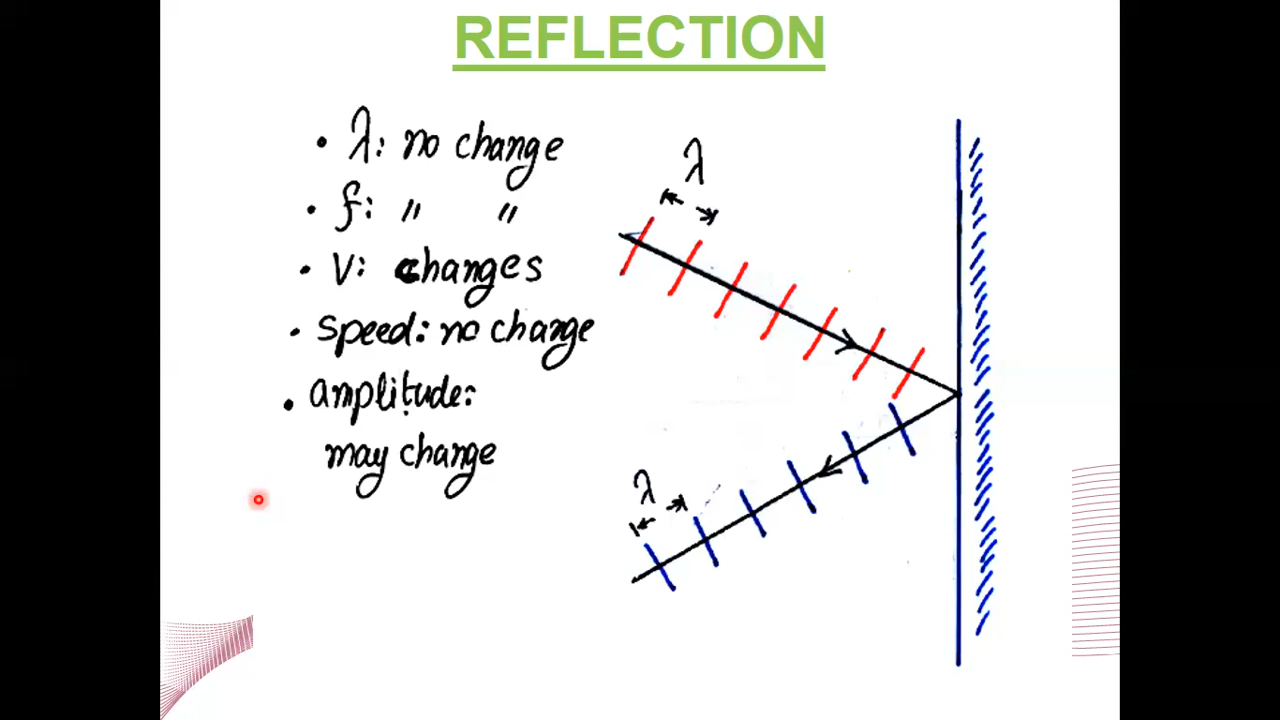 REFLECTION
• λ: no change
• f: " "
• V: changes
• speed: no change
• amplitude:
may change
λ
λ